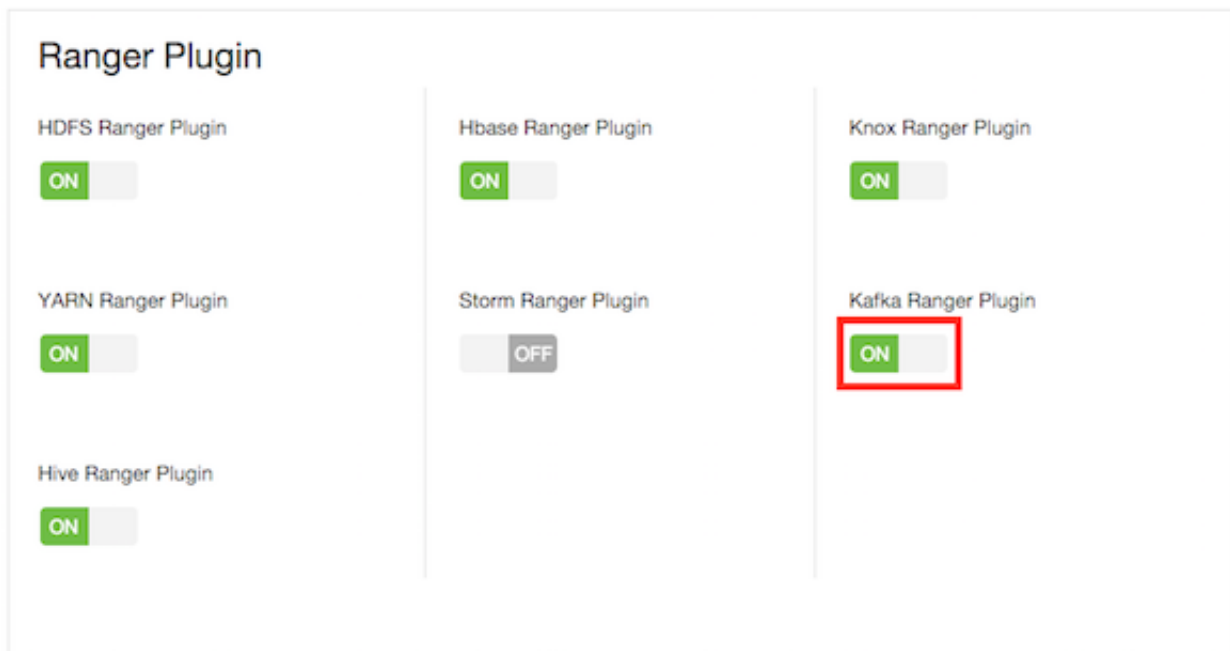 Ranger Plugin
HDFS Ranger Plugin
ON
Hbase Ranger Plugin
ON
Knox Ranger Plugin
ON
YARN Ranger Plugin
ON
Storm Ranger Plugin
OFF
Kafka Ranger Plugin
ON
Hive Ranger Plugin
ON